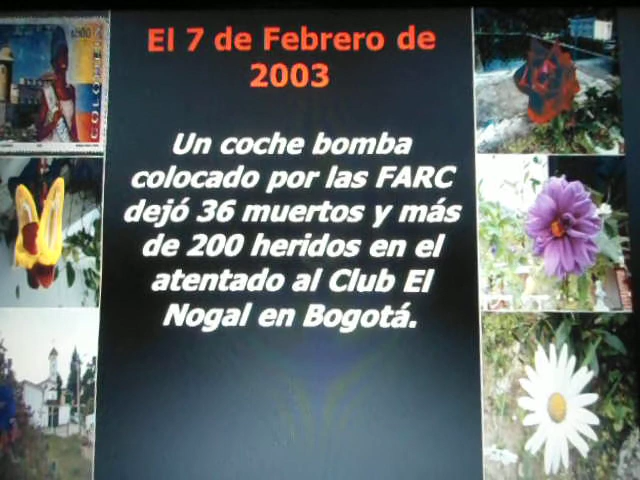 El 7 de Febrero de
2003
Un coche bomba
colocado por las FARC
dejó 36 muertos y más
de 200 heridos en el
atentado al Club El
Nogal en Bogotá.
COLOMBIA